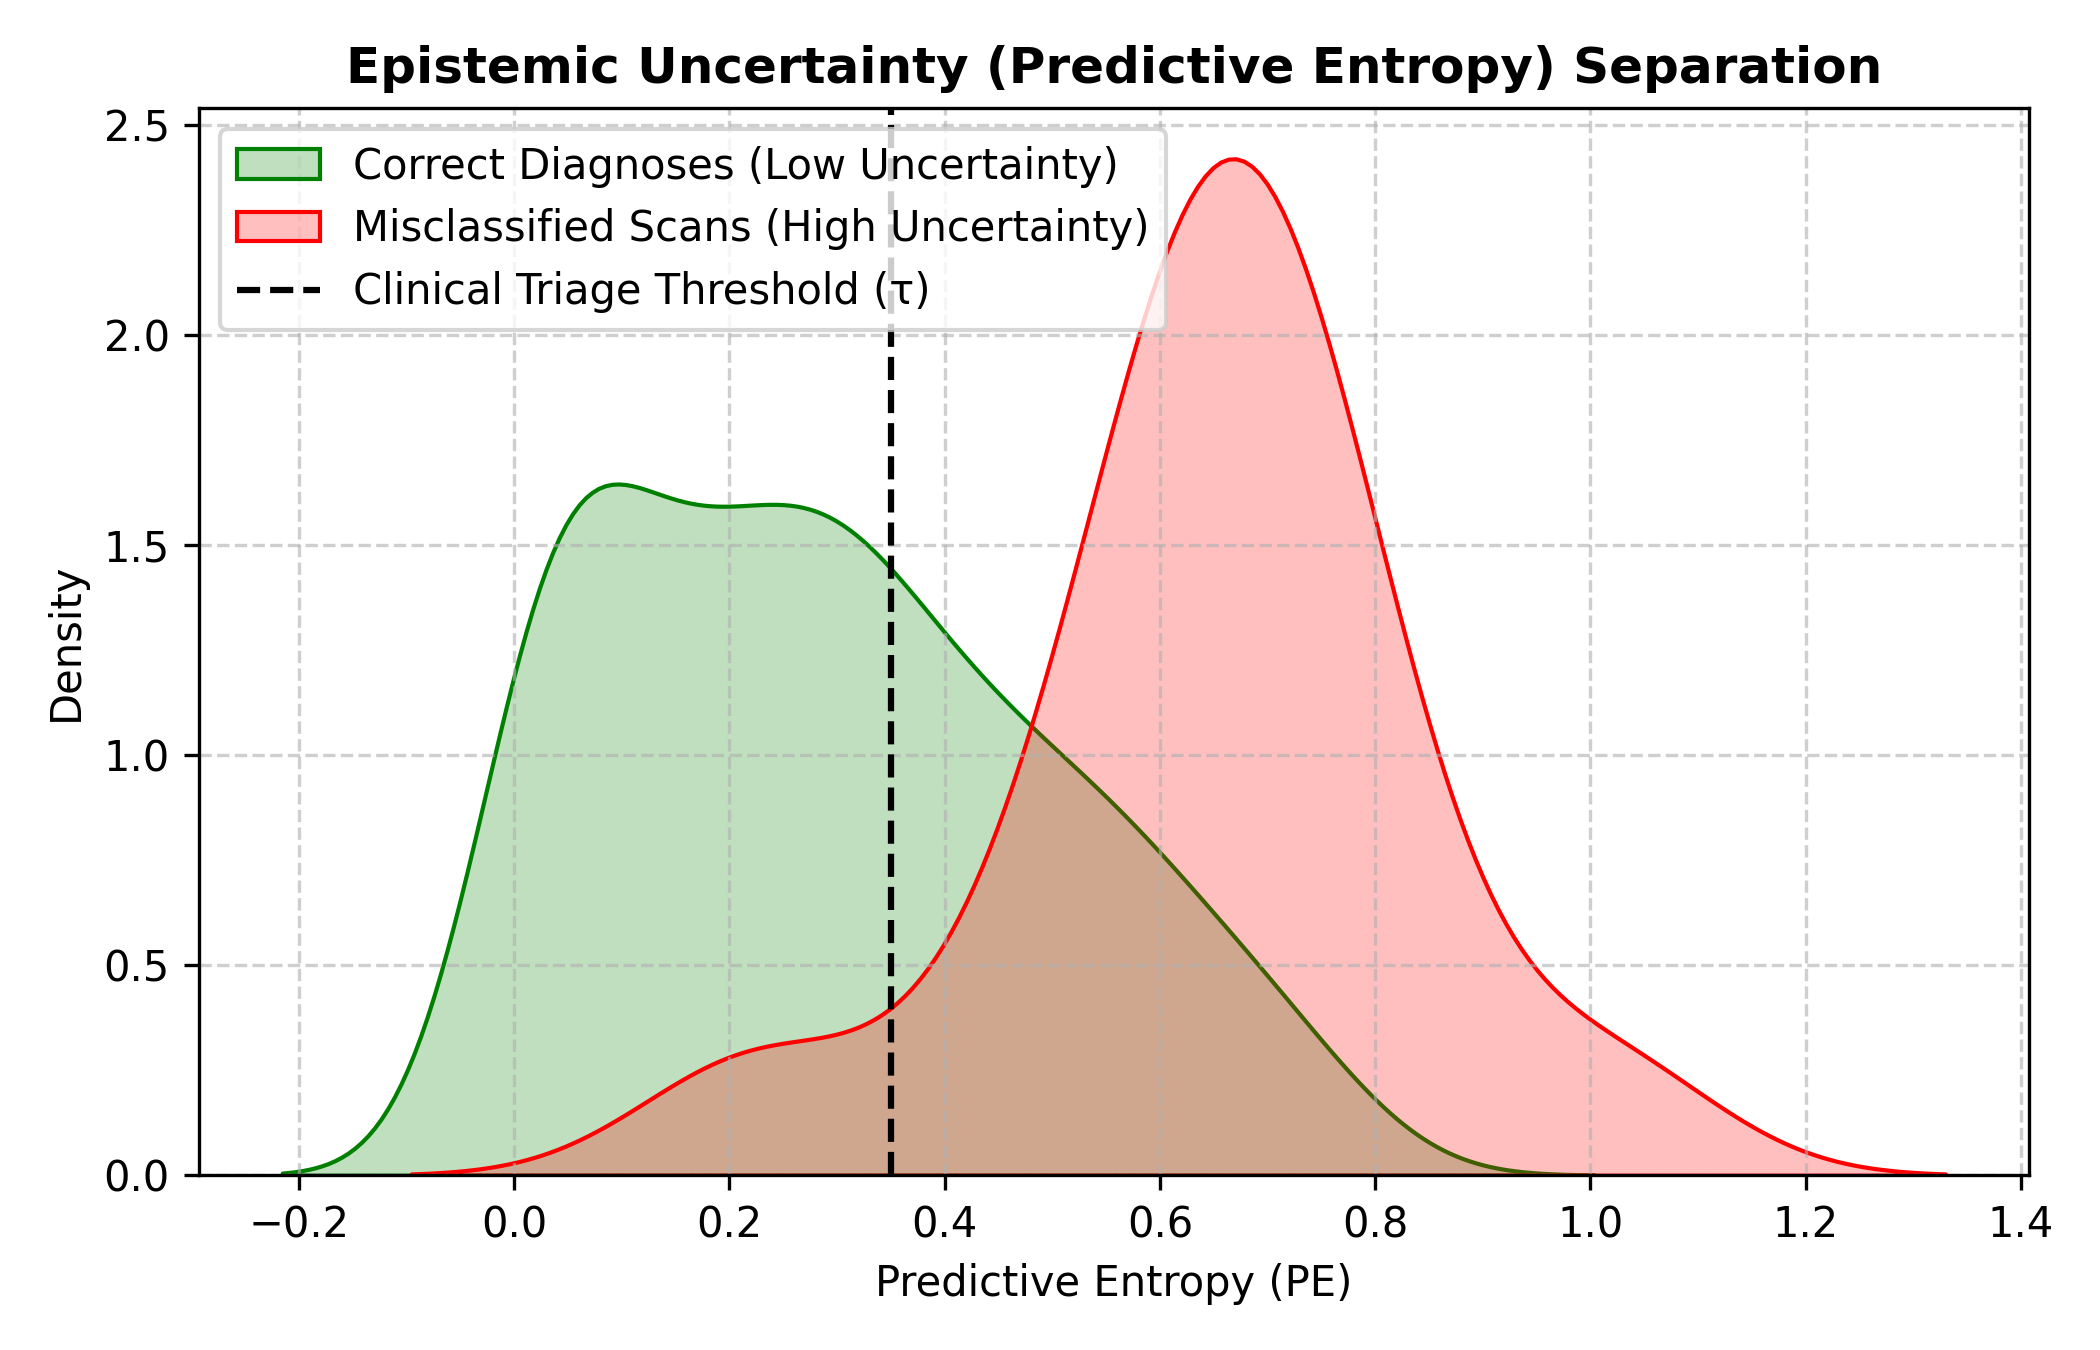 Epistemic Uncertainty (Predictive Entropy) Separation
Correct Diagnoses (Low Uncertainty)
Misclassified Scans (High Uncertainty)
Clinical Triage Threshold (τ)
Density
2.5
2.0
1.5
1.0
0.5
0.0
−0.2 0.0 0.2 0.4 0.6 0.8 1.0 1.2 1.4
Predictive Entropy (PE)